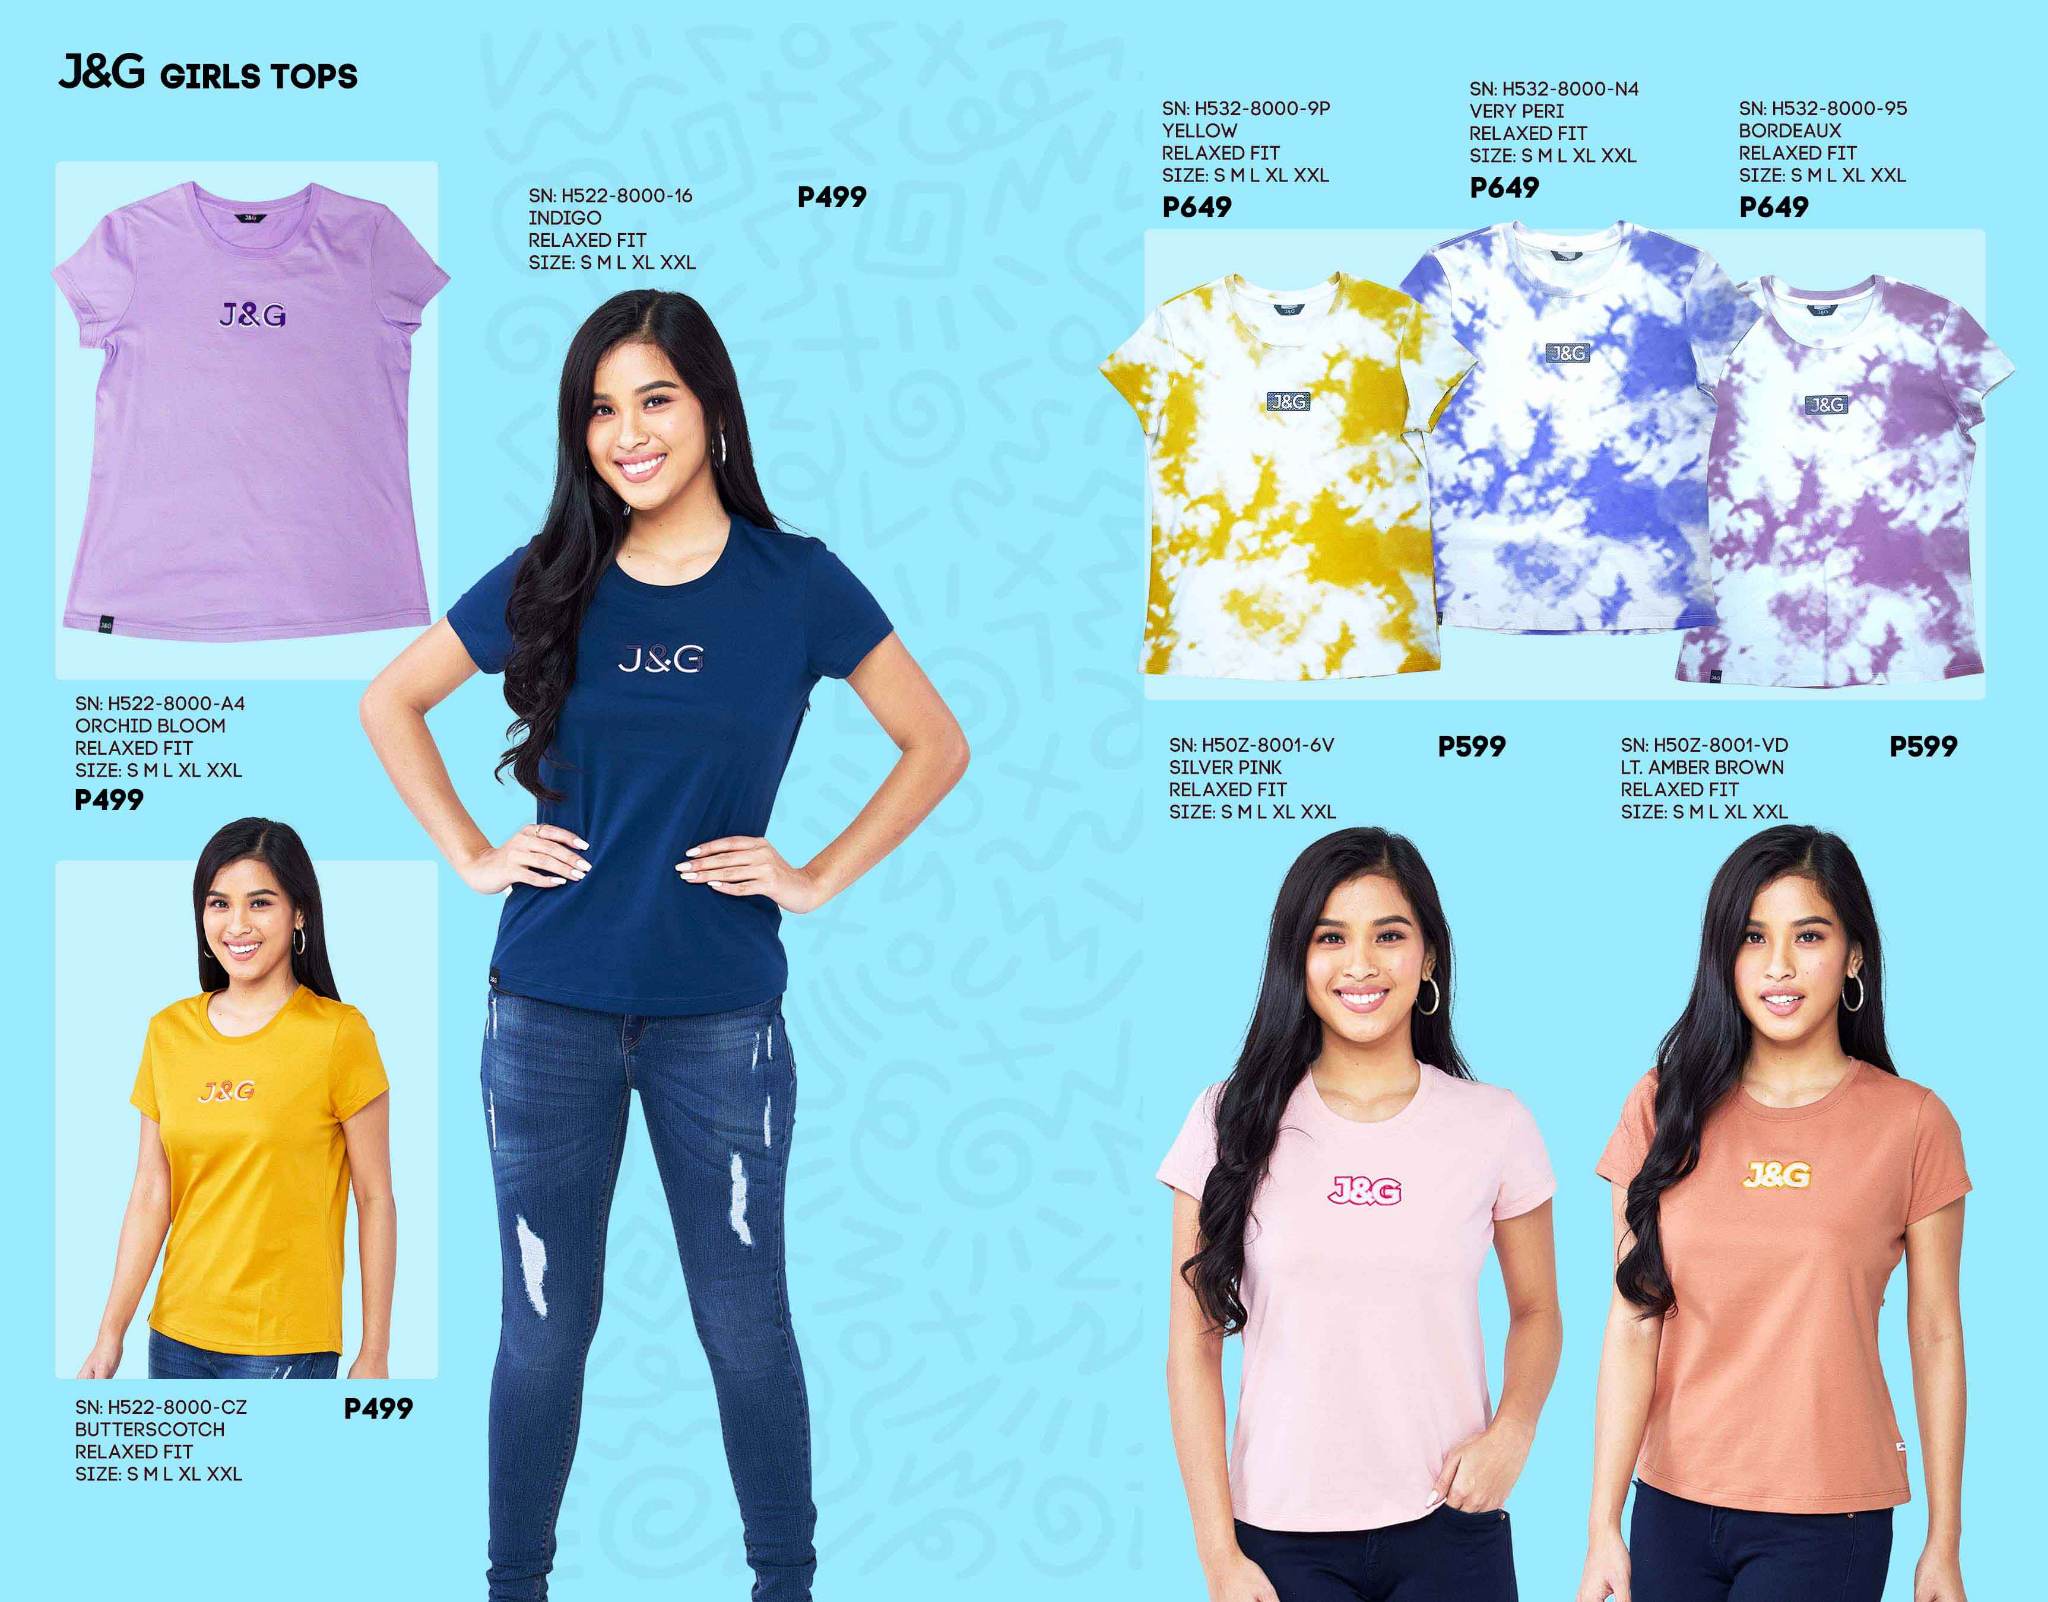 J&G GIRLS TOPS
J&G
J&G
J&G
SN: H522-8000-A4
ORCHID BLOOM
RELAXED FIT
SIZE: S M L XL XXL
P499
SN: H522-8000-16
INDIGO
RELAXED FIT
SIZE: S M L XL XXL
P499
J&G
J&G
J&G
SN: H522-8000-CZ
BUTTERSCOTCH
RELAXED FIT
SIZE: S M L XL XXL
P499
SN: H532-8000-9P
YELLOW
RELAXED FIT
SIZE: S M L XL XXL
P649
SN: H532-8000-N4
VERY PERI
RELAXED FIT
SIZE: S M L XL XXL
P649
SN: H532-8000-95
BORDEAUX
RELAXED FIT
SIZE: S M L XL XXL
P649
J&G
J&G
J&G
J&G
J&G
J&G
SN: H50Z-8001-6V
SILVER PINK
RELAXED FIT
SIZE: S M L XL XXL
P599
SN: H50Z-8001-VD
LT. AMBER BROWN
RELAXED FIT
SIZE: S M L XL XXL
P599
J&G
J&G